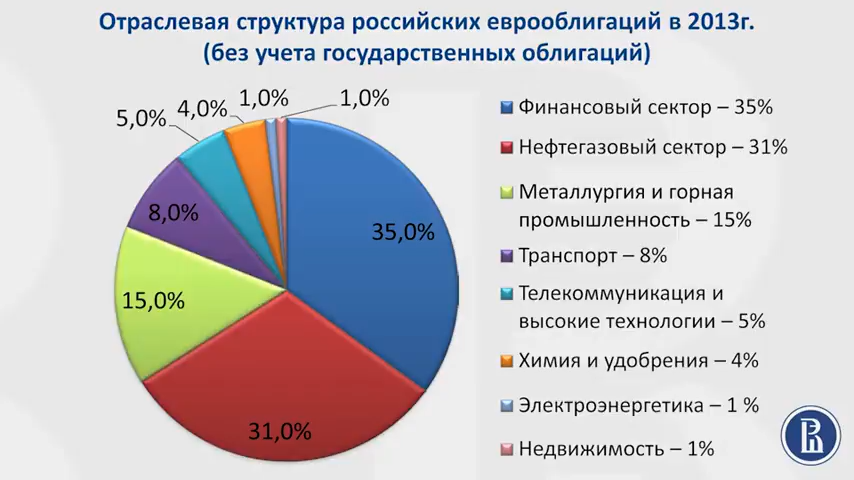 Отраслевая структура российских еврооблигаций в 2013г.
(без учета государственных облигаций)
5,0%
4,0%
1,0%
1,0%
8,0%
35,0%
15,0%
31,0%
Финансовый сектор – 35%
Нефтегазовый сектор – 31%
Металлургия и горная
промышленность – 15%
Транспорт – 8%
Телекоммуникация и
высокие технологии – 5%
Химия и удобрения – 4%
Электроэнергетика – 1 %
Недвижимость – 1%